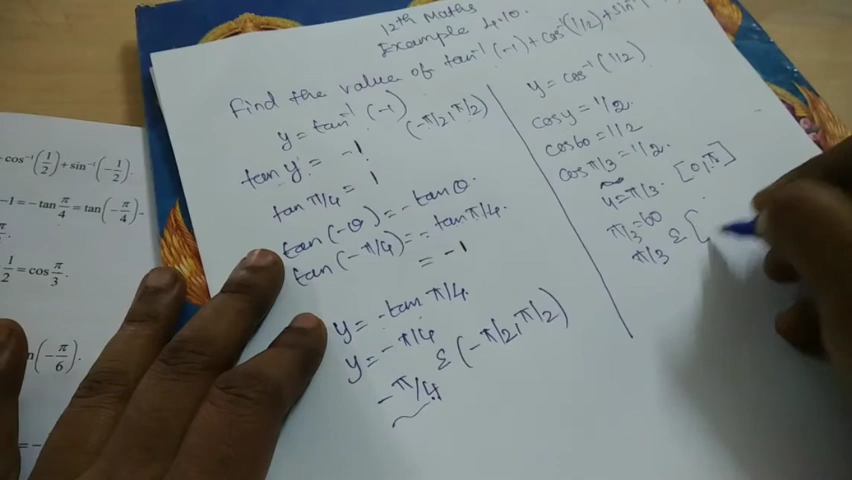 12th Maths
Example 4.10.
Find the value of tan⁻¹ (-1) + cos⁻¹ (1/2) + sin⁻¹
y = tan⁻¹ (-1)
(-π/2, π/2)
tan y = -1.
tan π/4 = 1
tan (-θ) = -tan θ.
tan (-π/4) = -tan π/4.
= -1
y = -tan π/4
y = -π/4
-π/4 ε (-π/2, π/2)
y = cos⁻¹ (1/2)
cos y = 1/2.
cos 60 = 1/2
cos π/3 = 1/2.
y = π/3. [0, π]
π/3 = 60
π/3 ε [
cos⁻¹(1/2) + sin⁻¹(-1/2).
-1 = -tan π/4 = tan(-π/4)
1/2 = cos π/3.
(-π/6).